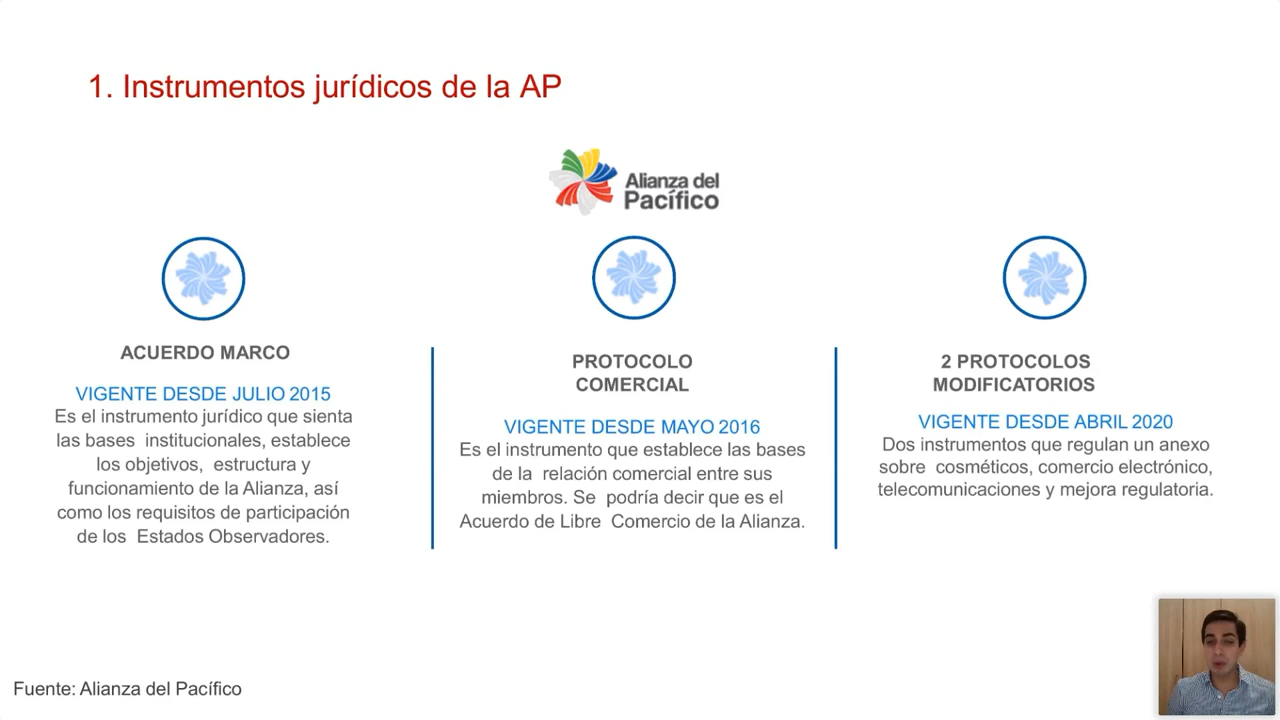 1. Instrumentos jurídicos de la AP
Alianza del
Pacífico
ACUERDO MARCO
VIGENTE DESDE JULIO 2015
Es el instrumento jurídico que sienta
las bases institucionales, establece
los objetivos, estructura y
funcionamiento de la Alianza, así
como los requisitos de participación
de los Estados Observadores.
PROTOCOLO
COMERCIAL
VIGENTE DESDE MAYO 2016
Es el instrumento que establece las bases
de la relación comercial entre sus
miembros. Se podría decir que es el
Acuerdo de Libre Comercio de la Alianza.
2 PROTOCOLOS
MODIFICATORIOS
VIGENTE DESDE ABRIL 2020
Dos instrumentos que regulan un anexo
sobre cosméticos, comercio electrónico,
telecomunicaciones y mejora regulatoria.
Fuente: Alianza del Pacífico